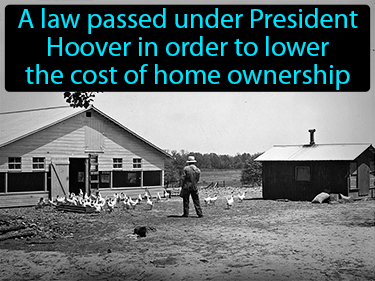 A law passed under President
Hoover in order to lower
the cost of home ownership